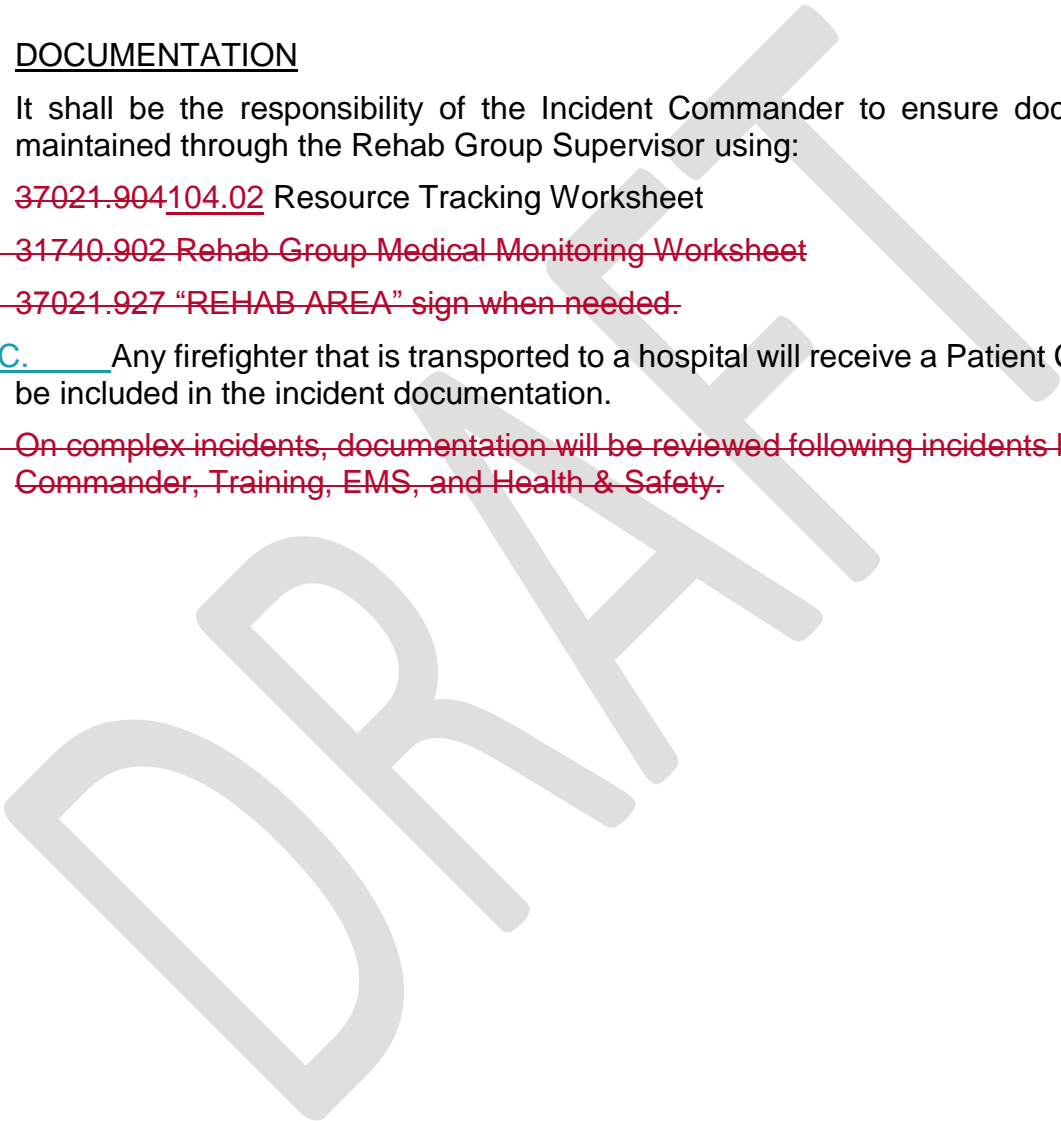 DOCUMENTATION
It shall be the responsibility of the Incident Commander to ensure doc
maintained through the Rehab Group Supervisor using:
37021.904104.02 Resource Tracking Worksheet
31740.902 Rehab Group Medical Monitoring Worksheet
37021.927 “REHAB AREA” sign when needed.
C. Any firefighter that is transported to a hospital will receive a Patient
be included in the incident documentation.
On complex incidents, documentation will be reviewed following incidents
Commander, Training, EMS, and Health & Safety.
DRAFT